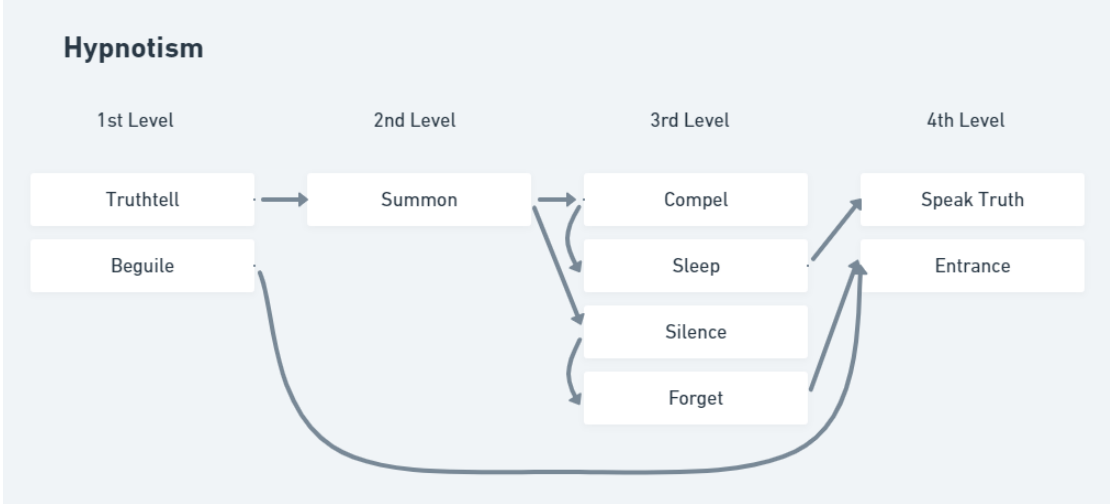 Hypnotism
1st Level
2nd Level
3rd Level
4th Level
Truthtell
Summon
Compel
Speak Truth
Beguile
Sleep
Entrance
Silence
Forget